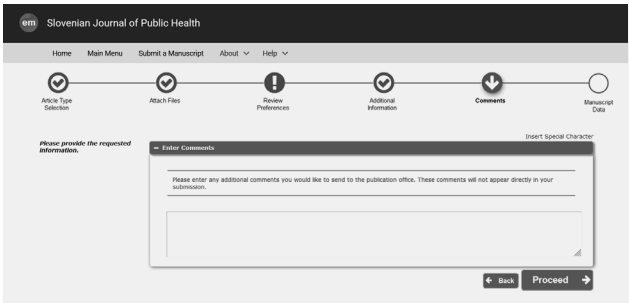 em Slovenian Journal of Public Health
Home Main Menu Submit a Manuscript About Help
Article Type
Selection
Attach Files
Review
Preferences
Additional
Information
Comments
Manuscript
Data
Insert Special Character
Please provide the requested
information.
Enter Comments
Please enter any additional comments you would like to send to the publication office. These comments will not appear directly in your
submission.
Back Proceed